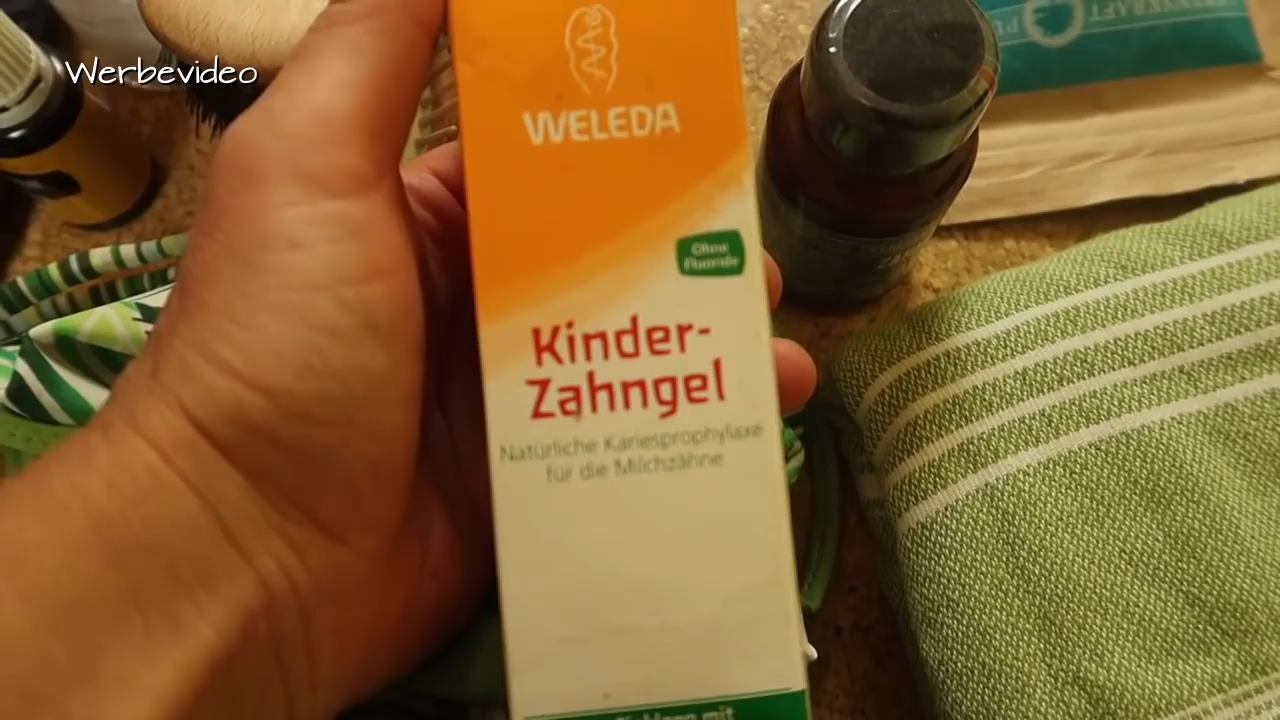 Werbevideo
WELEDA
Ohne
Fluoride
Kinder-
Zahngel
Natürliche Kariesprophylaxe
für die Milchzähne